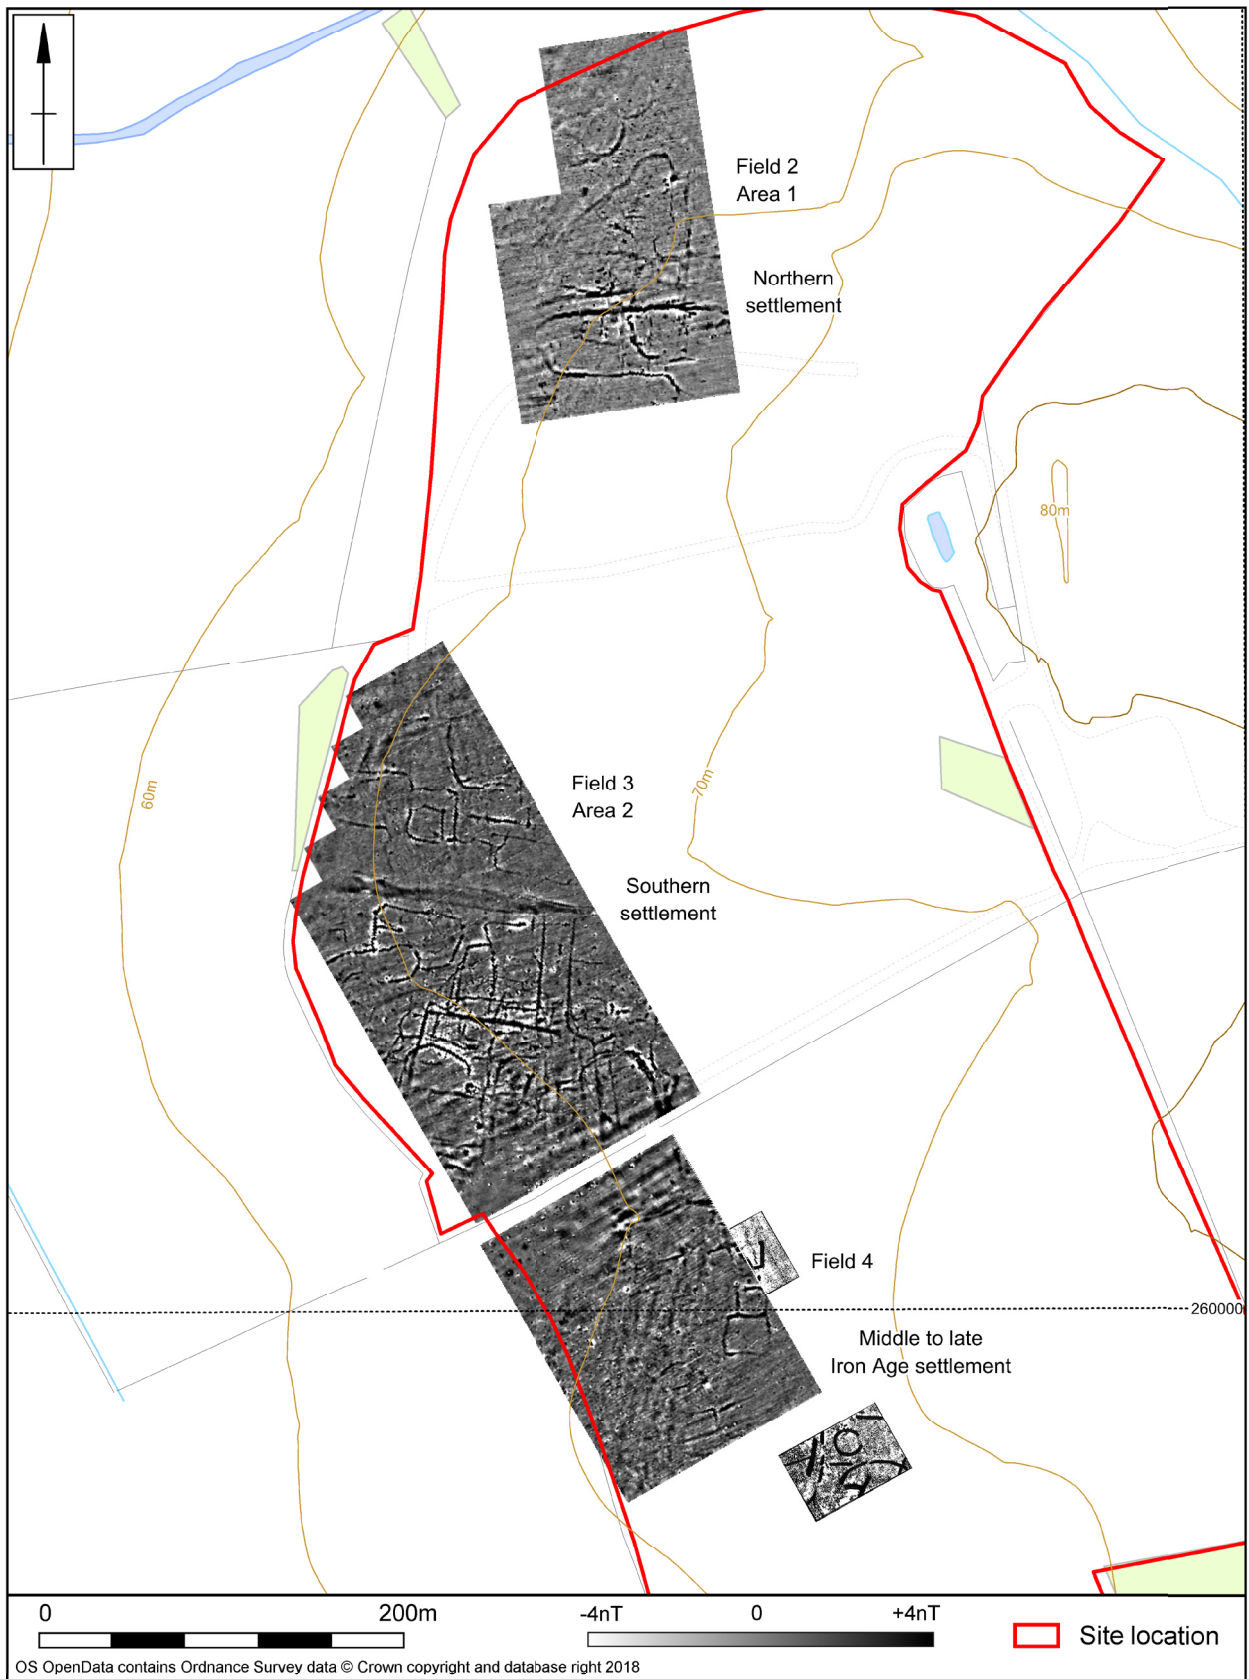 Field 2
Area 1
Northern
settlement
80m
60m
70m
Field 3
Area 2
Southern
settlement
Field 4
260000
Middle to late
Iron Age settlement
0
200m
-4nT
0
+4nT
Site location
OS OpenData contains Ordnance Survey data © Crown copyright and database right 2018